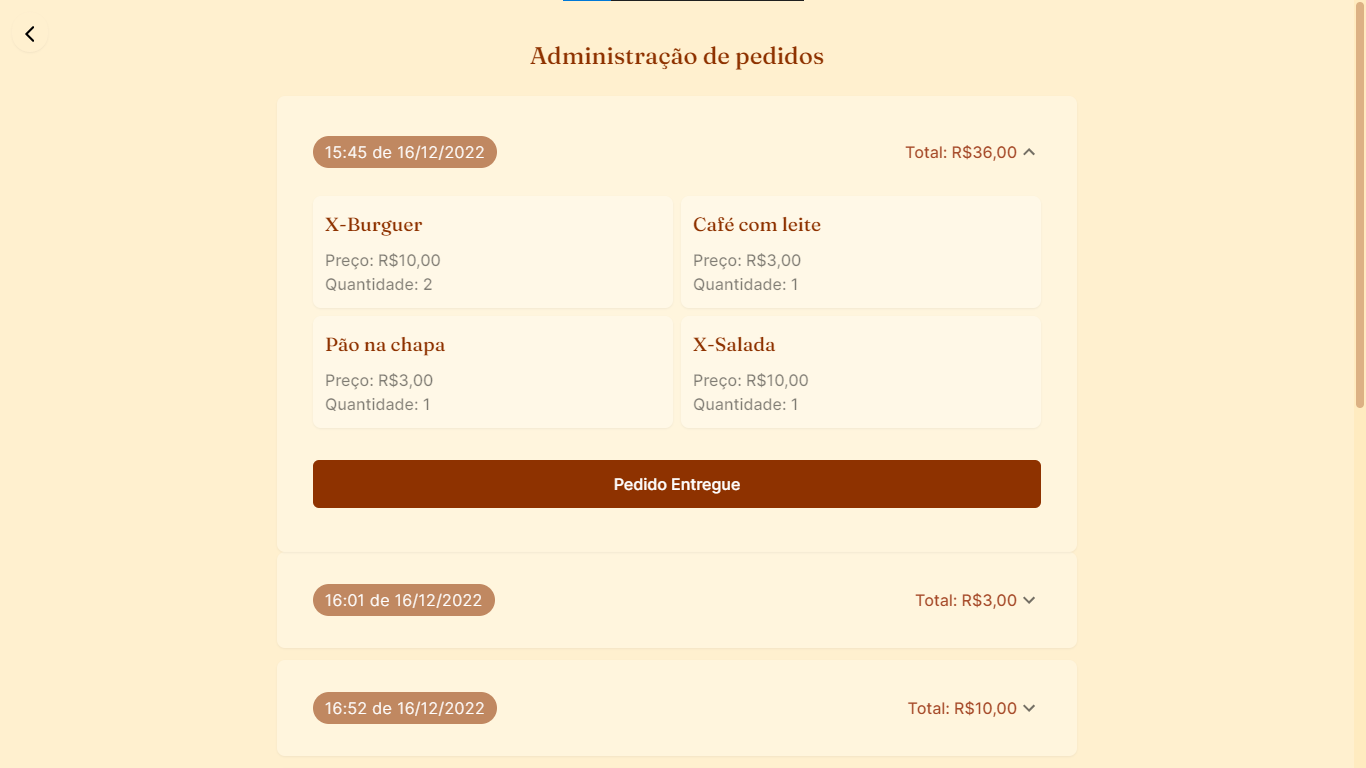 Administração de pedidos
15:45 de 16/12/2022
Total: R$36,00
X-Burguer
Preço: R$10,00
Quantidade: 2
Café com leite
Preço: R$3,00
Quantidade: 1
Pão na chapa
Preço: R$3,00
Quantidade: 1
X-Salada
Preço: R$10,00
Quantidade: 1
Pedido Entregue
16:01 de 16/12/2022
Total: R$3,00
16:52 de 16/12/2022
Total: R$10,00